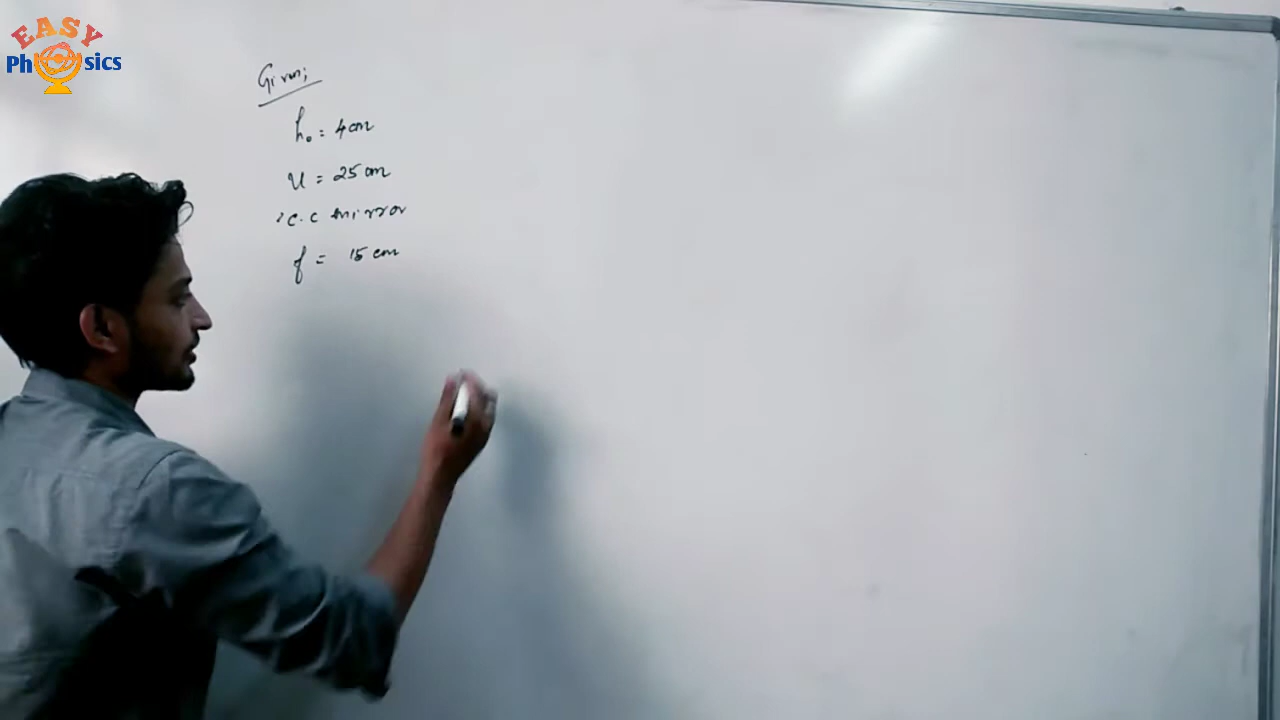 EASY
Physics
Given;
h₀ = 4cm
u = 25 cm
c.c mirror
f = 15 cm